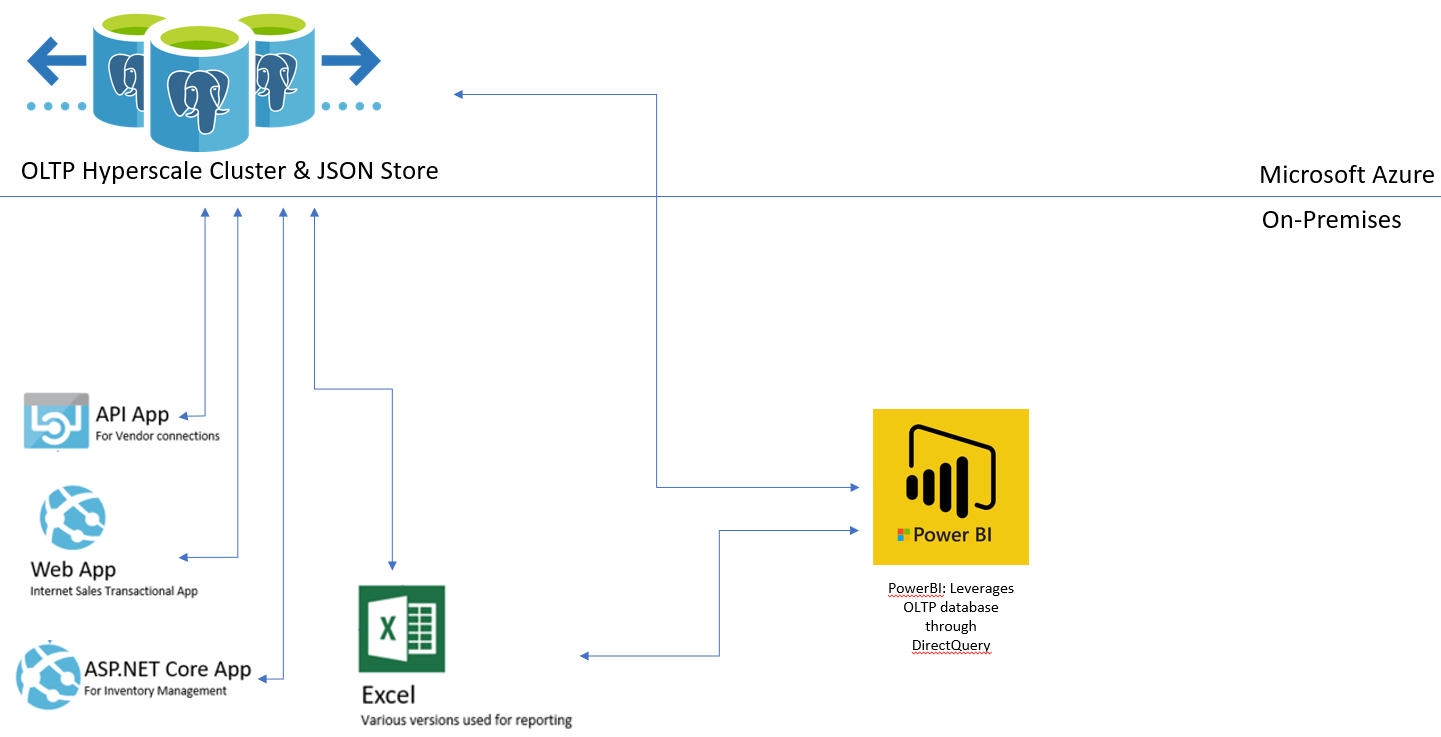 OLTP Hyperscale Cluster & JSON Store
Microsoft Azure
On-Premises
API App
For Vendor connections
Web App
Internet Sales Transactional App
ASP.NET Core App
For Inventory Management
X
Excel
Various versions used for reporting
Power BI
PowerBI: Leverages
OLTP database
through
DirectQuery